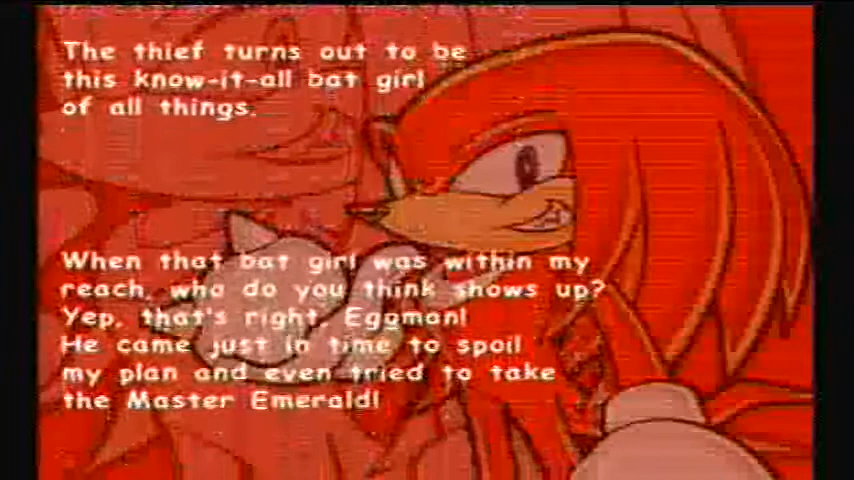 The thief turns out to be
this know-it-all bat girl
of all things.
When that bat girl was within my
reach, who do you think shows up?
Yep, that's right, Eggman!
He came just in time to spoil
my plan and even tried to take
the Master Emerald!